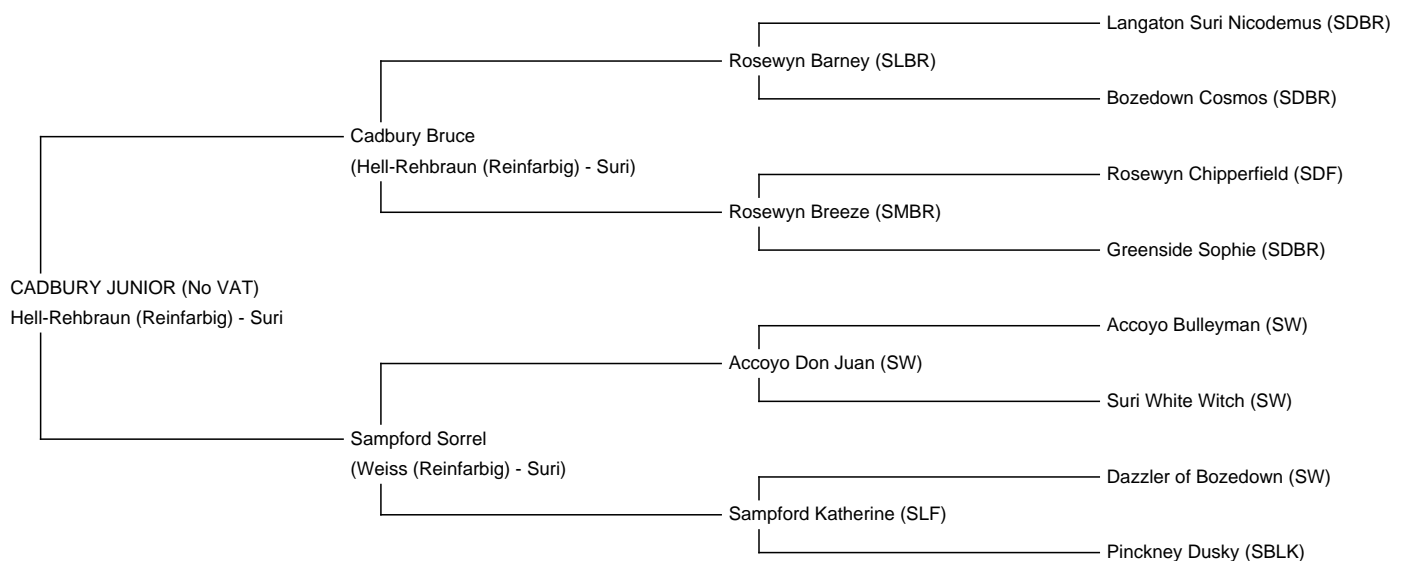 Langaton Suri Nicodemus (SDBR)
Rosewyn Barney (SLBR)
Bozedown Cosmos (SDBR)
Cadbury Bruce
(Hell-Rehbraun (Reinfarbig) - Suri)
Rosewyn Chipperfield (SDF)
Rosewyn Breeze (SMBR)
Greenside Sophie (SDBR)
CADBURY JUNIOR (No VAT)
Hell-Rehbraun (Reinfarbig) - Suri
Accoyo Bulleyman (SW)
Accoyo Don Juan (SW)
Suri White Witch (SW)
Sampford Sorrel
(Weiss (Reinfarbig) - Suri)
Dazzler of Bozedown (SW)
Sampford Katherine (SLF)
Pinckney Dusky (SBLK)